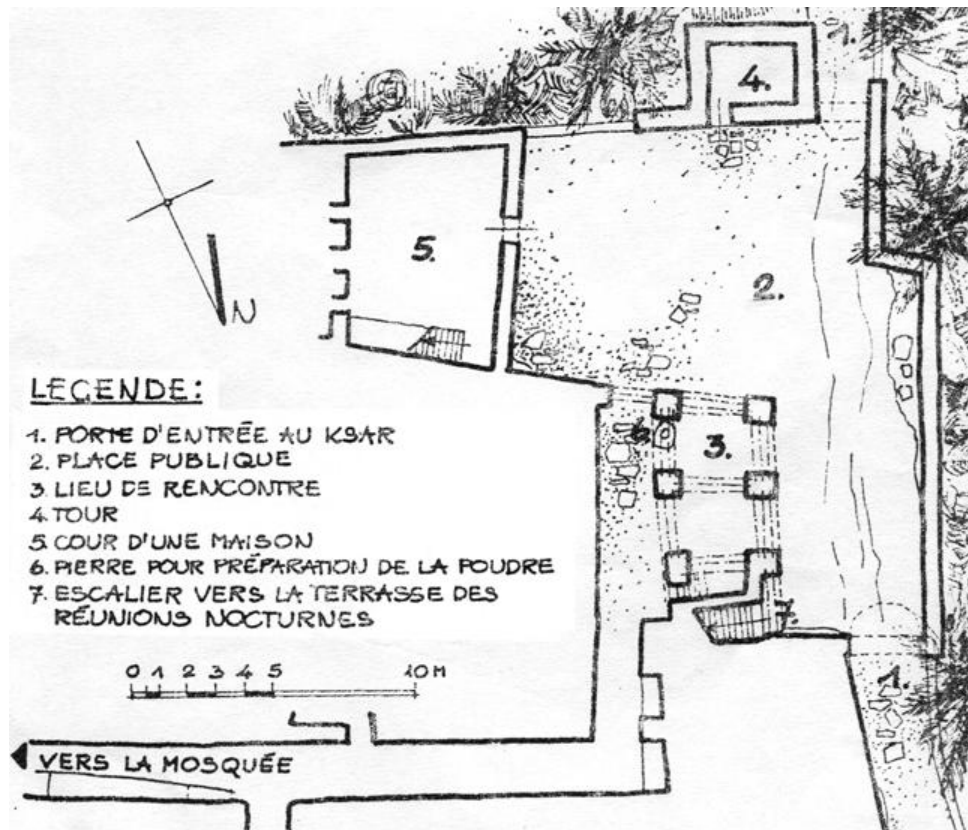 1.
4.
5.
N
2.
LEGENDE:
1. PORTE D'ENTRÉE AU KSAR
2. PLACE PUBLIQUE
3. LIEU DE RENCONTRE
4. TOUR
5. COUR D'UNE MAISON
6. PIERRE POUR PRÉPARATION DE LA POUDRE
7. ESCALIER VERS LA TERRASSE DES
RÉUNIONS NOCTURNES
6.
3.
7.
0 1 2 3 4 5 10 M
1.
VERS LA MOSQUÉE